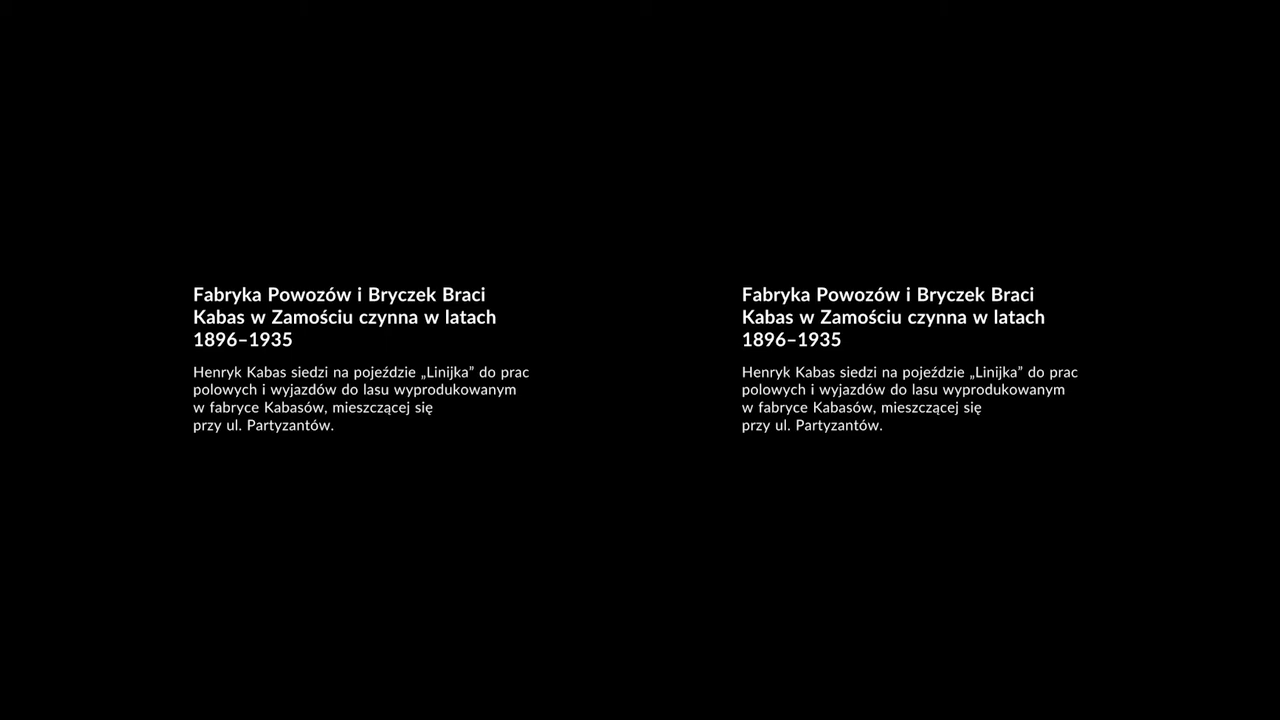 Fabryka Powozów i Bryczek Braci
Kabas w Zamościu czynna w latach
1896–1935
Henryk Kabas siedzi na pojeździe „Linijka” do prac
polowych i wyjazdów do lasu wyprodukowanym
w fabryce Kabasów, mieszczącej się
przy ul. Partyzantów.
Fabryka Powozów i Bryczek Braci
Kabas w Zamościu czynna w latach
1896–1935
Henryk Kabas siedzi na pojeździe „Linijka” do prac
polowych i wyjazdów do lasu wyprodukowanym
w fabryce Kabasów, mieszczącej się
przy ul. Partyzantów.